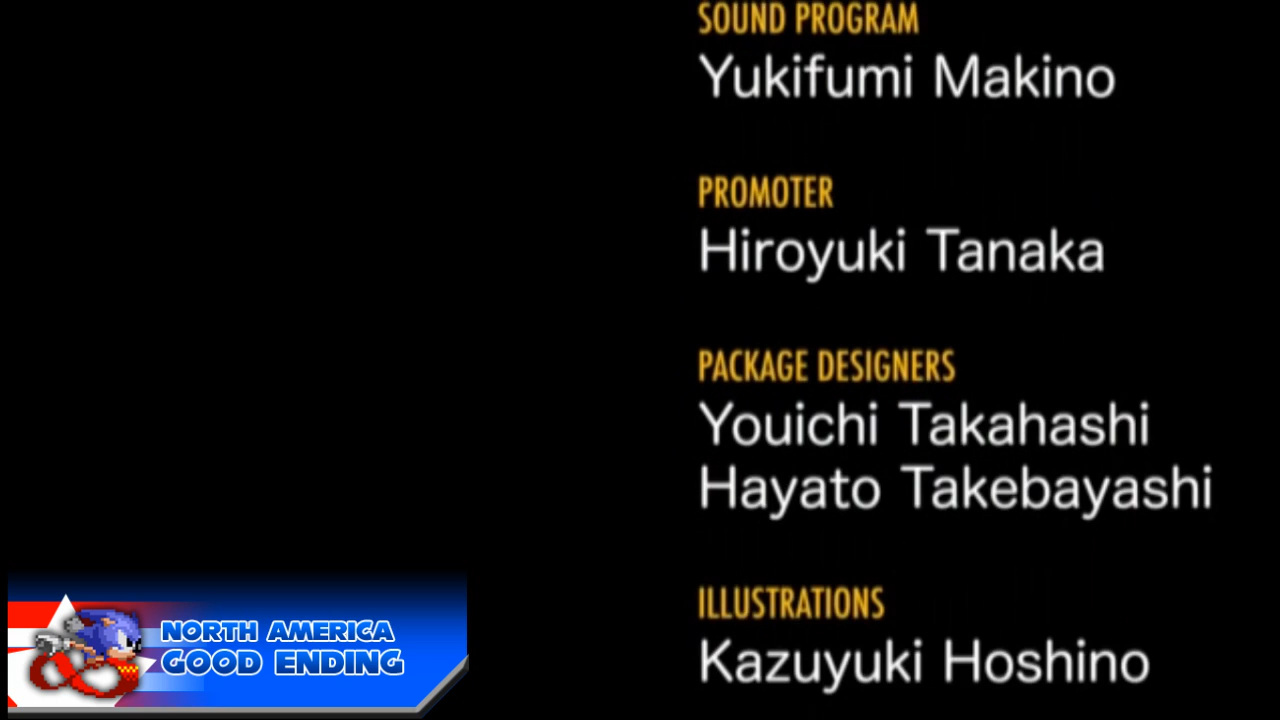 SOUND PROGRAM
Yukifumi Makino
PROMOTER
Hiroyuki Tanaka
PACKAGE DESIGNERS
Youichi Takahashi
Hayato Takebayashi
ILLUSTRATIONS
Kazuyuki Hoshino
NORTH AMERICA
GOOD ENDING